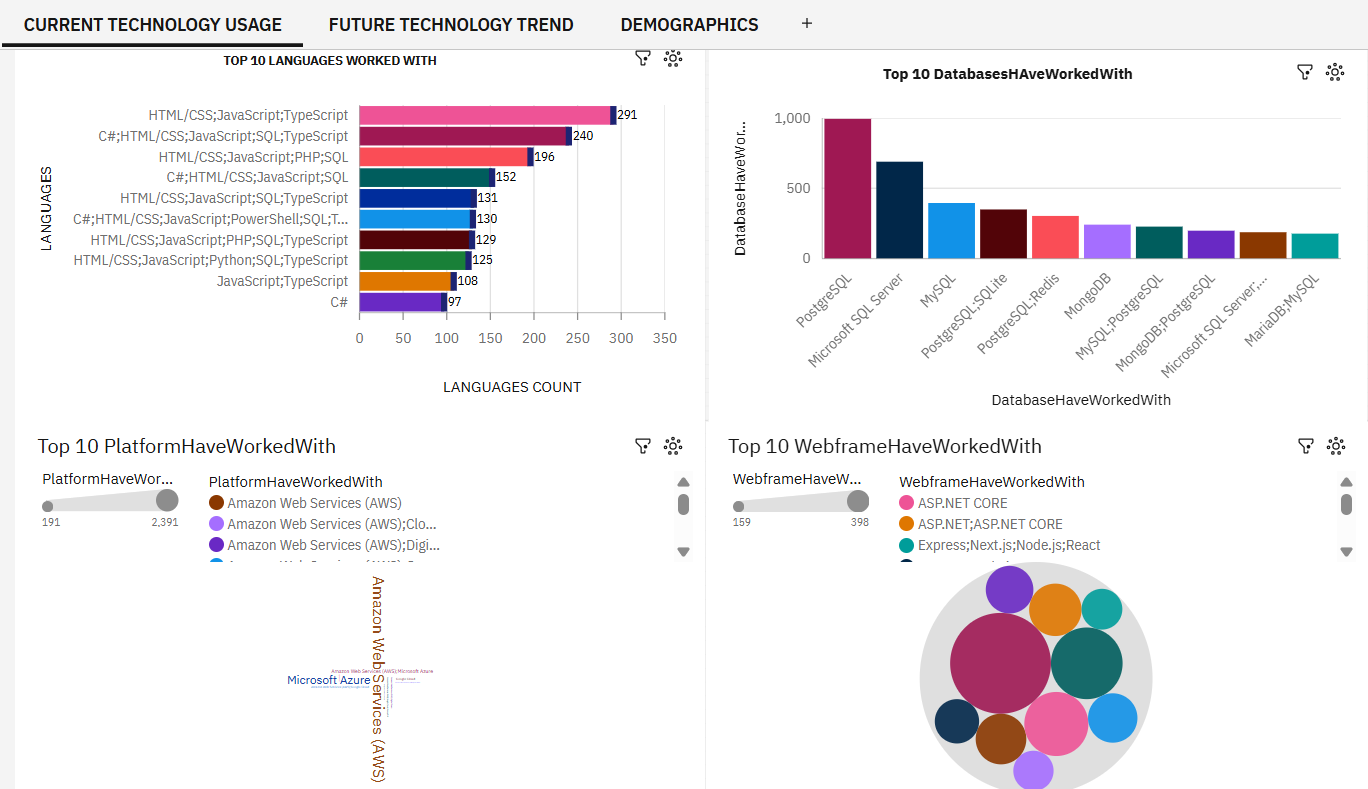 CURRENT TECHNOLOGY USAGE
FUTURE TECHNOLOGY TREND
DEMOGRAPHICS
+
TOP 10 LANGUAGES WORKED WITH
LANGUAGES
HTML/CSS;JavaScript;TypeScript
291
C#;HTML/CSS;JavaScript;SQL;TypeScript
240
HTML/CSS;JavaScript;PHP;SQL
196
C#;HTML/CSS;JavaScript;SQL
152
HTML/CSS;JavaScript;SQL;TypeScript
131
C#;HTML/CSS;JavaScript;PowerShell;SQL;T...
130
HTML/CSS;JavaScript;PHP;SQL;TypeScript
129
HTML/CSS;JavaScript;Python;SQL;TypeScript
125
JavaScript;TypeScript
108
C#
97
0 50 100 150 200 250 300 350
LANGUAGES COUNT
Top 10 DatabasesHAveWorkedWith
DatabaseHaveWor...
1,000
500
0
PostgreSQL
Microsoft SQL Server
MySQL
PostgreSQL;SQLite
PostgreSQL;Redis
MongoDB
MySQL;PostgreSQL
MongoDB;PostgreSQL
Microsoft SQL Server;...
MariaDB;MySQL
DatabaseHaveWorkedWith
Top 10 PlatformHaveWorkedWith
PlatformHaveWor...
191 2,391
PlatformHaveWorkedWith
Amazon Web Services (AWS)
Amazon Web Services (AWS);Clo...
Amazon Web Services (AWS);Digi...
Amazon Web Services (AWS)
Amazon Web Services (AWS);Microsoft Azure
Microsoft Azure
Top 10 WebframeHaveWorkedWith
WebframeHaveW...
159 398
WebframeHaveWorkedWith
ASP.NET CORE
ASP.NET;ASP.NET CORE
Express;Next.js;Node.js;React